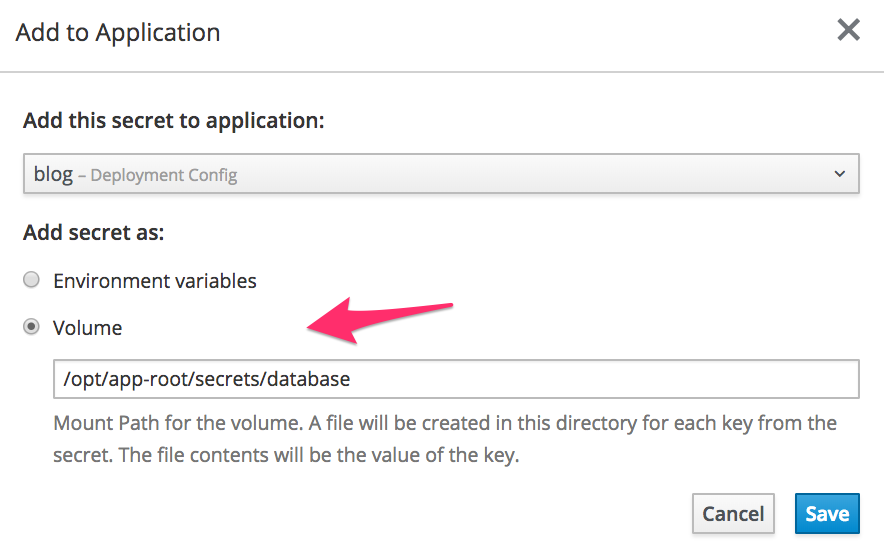 Add to Application
Add this secret to application:
blog – Deployment Config
Add secret as:
Environment variables
Volume
/opt/app-root/secrets/database
Mount Path for the volume. A file will be created in this directory for each key from the
secret. The file contents will be the value of the key.
Cancel
Save